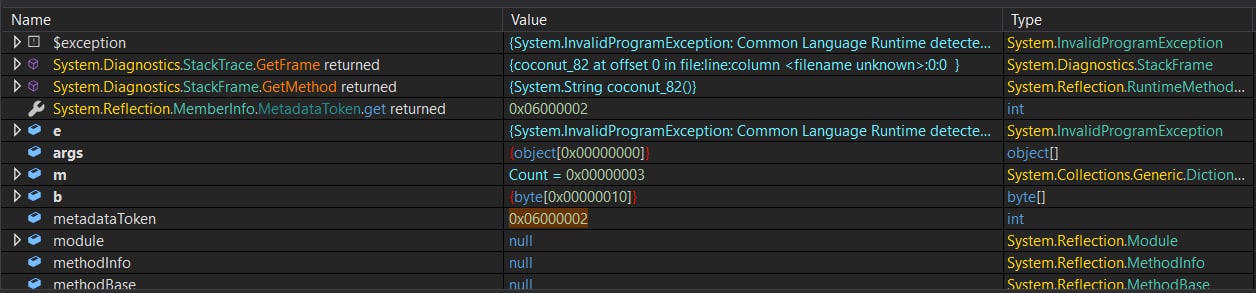 Name Value Type
$exception {System.InvalidProgramException: Common Language Runtime detecte... System.InvalidProgramException
System.Diagnostics.StackTrace.GetFrame returned {coconut_82 at offset 0 in file:line:column <filename unknown>:0:0 } System.Diagnostics.StackFrame
System.Diagnostics.StackFrame.GetMethod returned {System.String coconut_82()} System.Reflection.RuntimeMethod...
System.Reflection.MemberInfo.MetadataToken.get returned 0x06000002 int
e {System.InvalidProgramException: Common Language Runtime detecte... System.InvalidProgramException
args {object[0x00000000]} object[]
m Count = 0x00000003 System.Collections.Generic.Diction...
b {byte[0x00000010]} byte[]
metadataToken 0x06000002 int
module null System.Reflection.Module
methodInfo null System.Reflection.MethodInfo
methodBase null System.Reflection.MethodBase